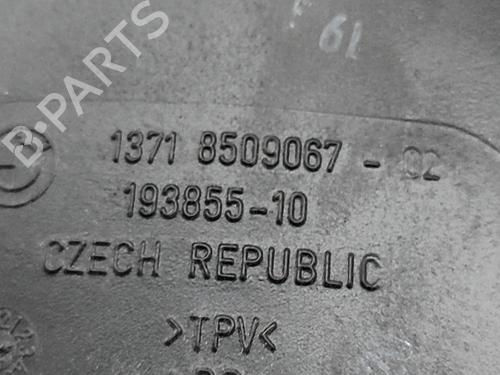 F
61
1371 8509067-02
193855-10
CZECH REPUBLIC
>TPV<
B-PARTS